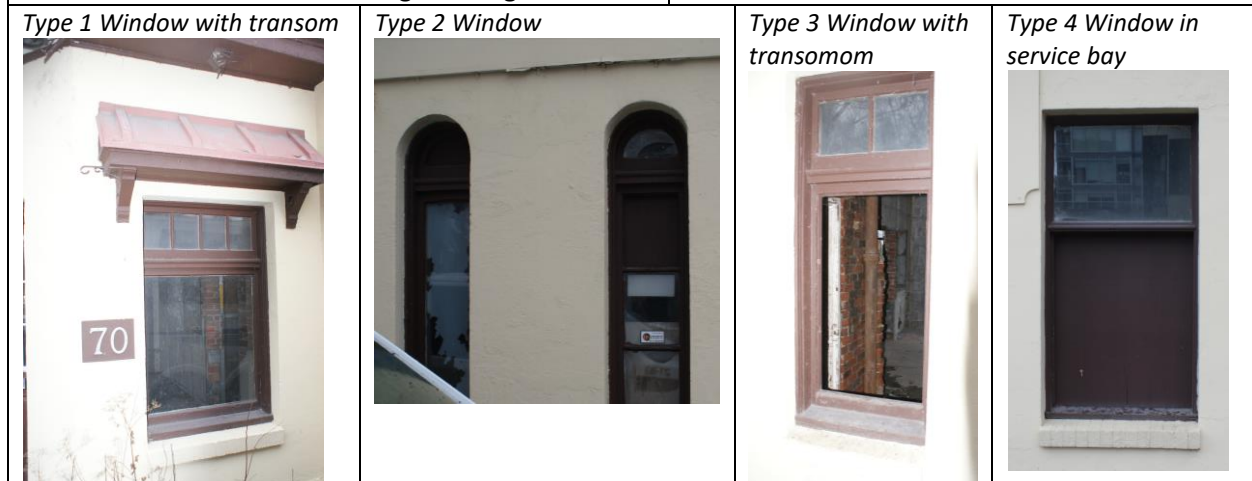 Type 1 Window with transom
Type 2 Window
Type 3 Window with
transomom
Type 4 Window in
service bay
70